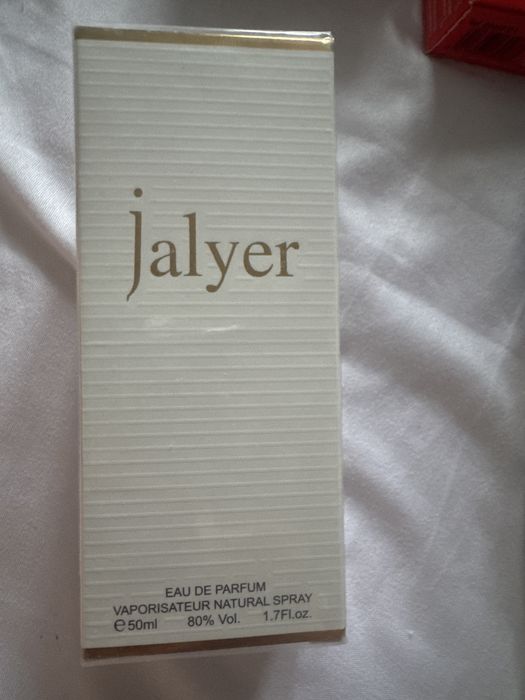 jalyer
EAU DE PARFUM
VAPORISATEUR NATURAL SPRAY
℮50ml 80% Vol. 1.7Fl.oz.